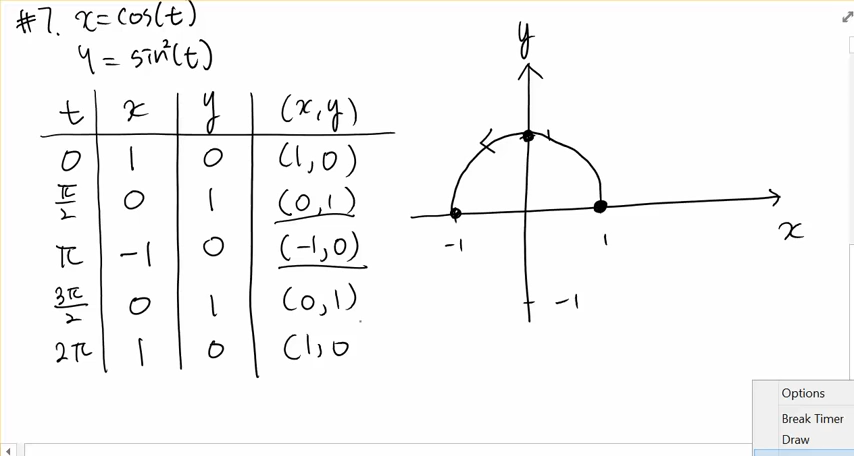 #7. x=cos(t)
y = sin²(t)
t x y (x,y)
0 1 0 (1,0)
π/2 0 1 (0,1)
π -1 0 (-1,0)
3π/2 0 1 (0,1)
2π 1 0 (1,0
y
1
-1 1
x
-1
Options
Break Timer
Draw